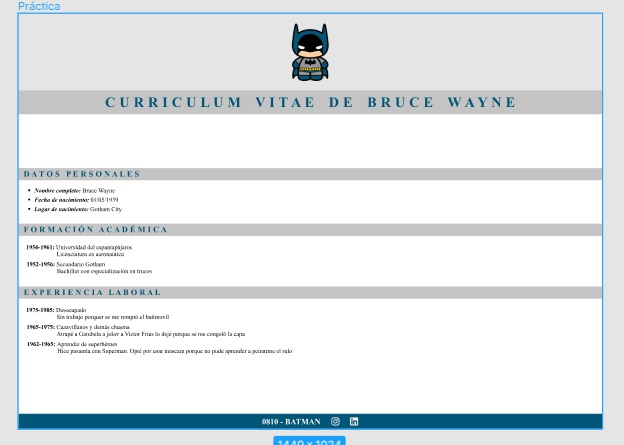 Práctica
CURRICULUM VITAE DE BRUCE WAYNE
DATOS PERSONALES
• Nombre completo: Bruce Wayne
• Fecha de nacimiento: 01/05/1939
• Lugar de nacimiento: Gotham City
FORMACIÓN ACADÉMICA
1956-1961: Universidad del espantapájaros
Licenciatura en aeronaútica
1952-1956: Secundario Gotham
Bachiller con especialización en trucos
EXPERIENCIA LABORAL
1975-1985: Desocupado
Sin trabajo porquer se me rompió el batimovil
1965-1975: Cazavillanos y demás chusma
Atrapé a Gatubela a joker a Victor Frius lo dejé porque se me congeló la capa
1962-1965: Aprendiz de superhéroes
Hice pasantía con Superman. Opté por usar mascara porque no pude aprender a peinarme el rulo
0810 - BATMAN
1440 × 1024